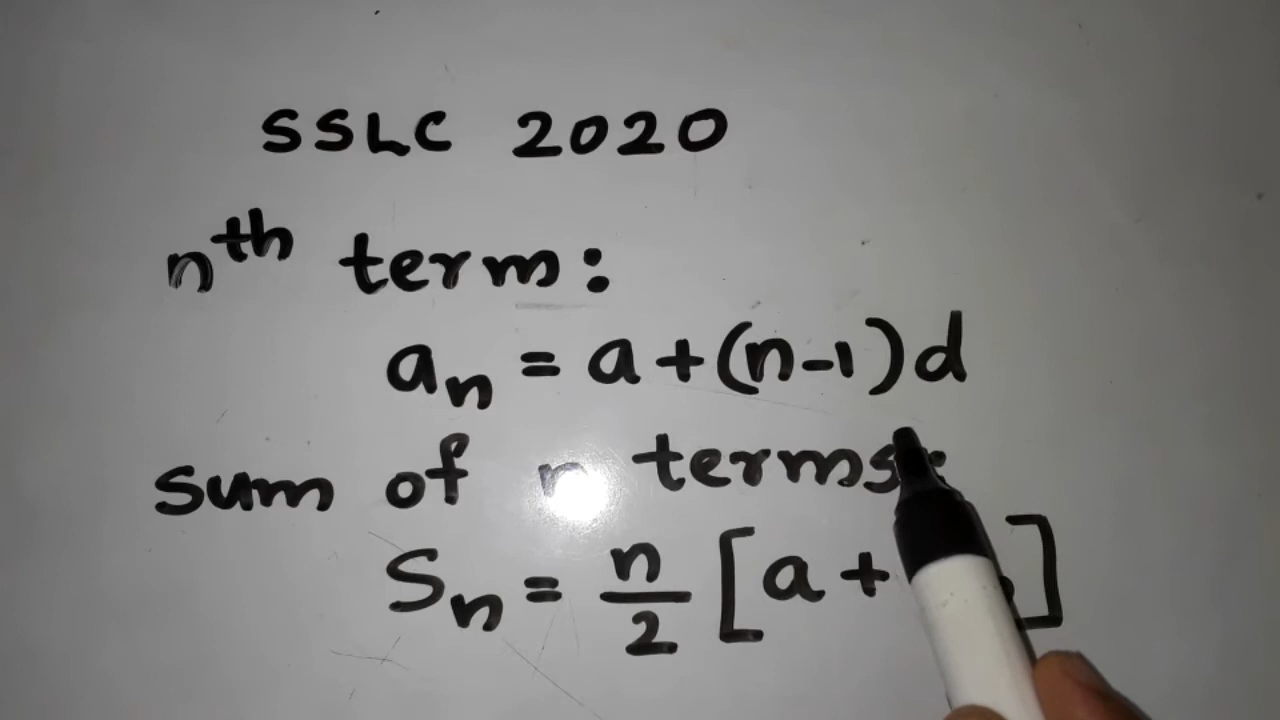 SSLC 2020
nth term:
an = a+(n-1)d
sum of n terms:
Sn = n/2 [a + ]